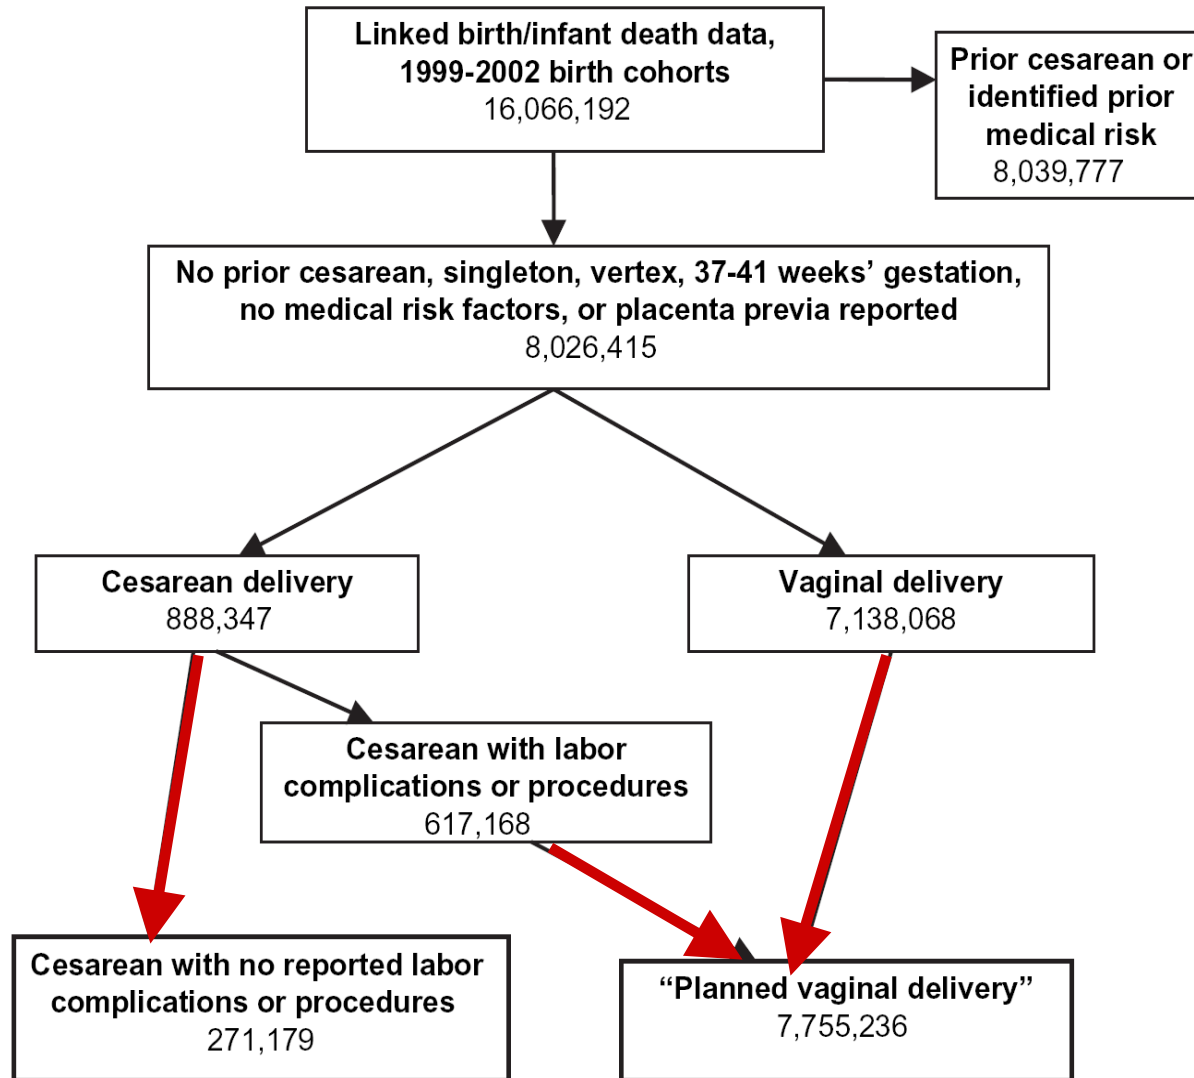 Linked birth/infant death data,
1999-2002 birth cohorts
16,066,192
Prior cesarean or
identified prior
medical risk
8,039,777
No prior cesarean, singleton, vertex, 37-41 weeks’ gestation,
no medical risk factors, or placenta previa reported
8,026,415
Cesarean delivery
888,347
Vaginal delivery
7,138,068
Cesarean with labor
complications or procedures
617,168
Cesarean with no reported labor
complications or procedures
271,179
“Planned vaginal delivery”
7,755,236